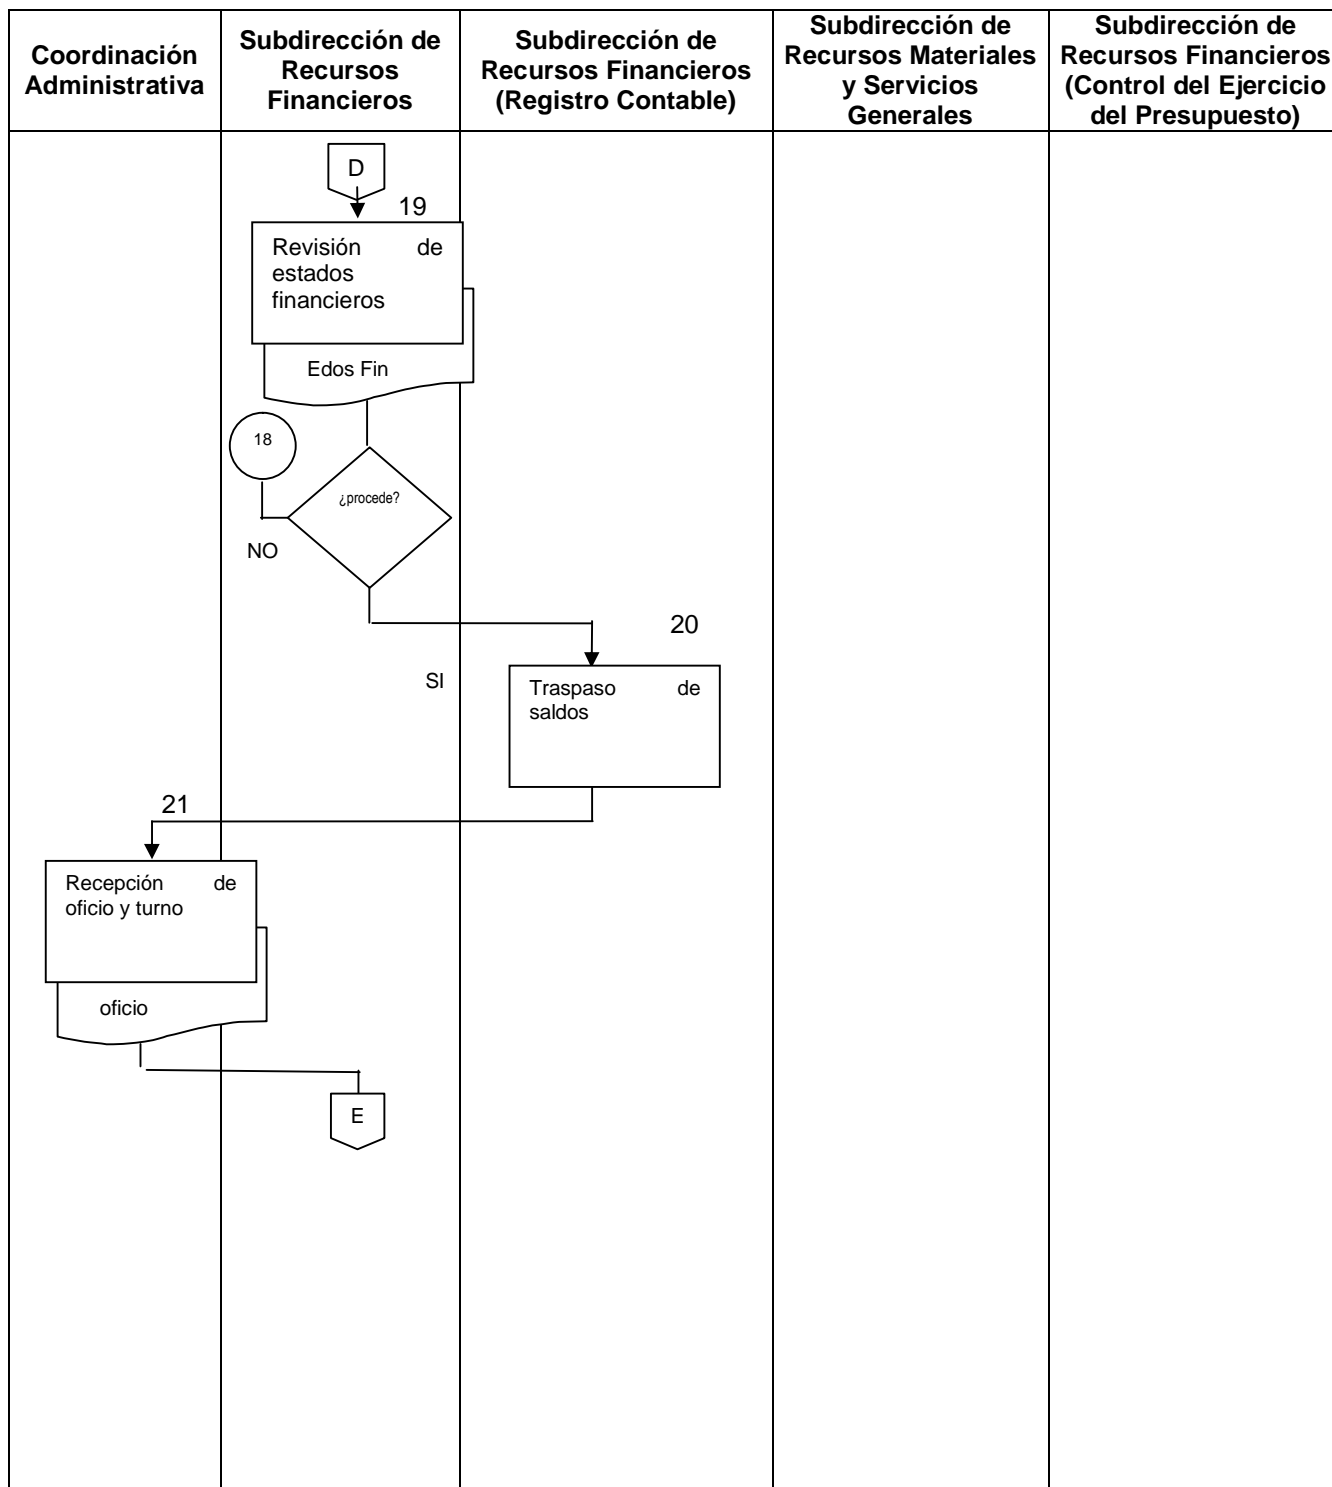 Coordinación
Administrativa
Subdirección de
Recursos
Financieros
Subdirección de
Recursos Financieros
(Registro Contable)
Subdirección de
Recursos Materiales
y Servicios
Generales
Subdirección de
Recursos Financieros
(Control del Ejercicio
del Presupuesto)
D
19
Revisión de
estados
financieros
Edos Fin
18
¿procede?
NO
20
SI
Traspaso de
saldos
21
Recepción de
oficio y turno
oficio
E